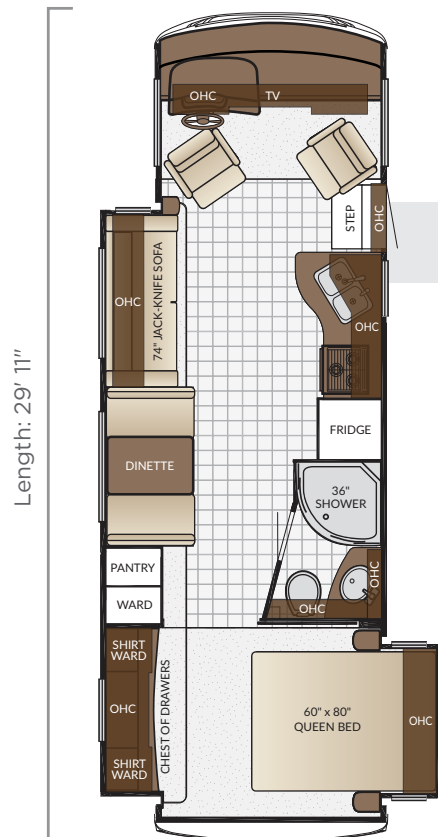 OHC TV
STEP
OHC
OHC
74" JACK-KNIFE SOFA
OHC
Length: 29' 11"
FRIDGE
DINETTE
36"
SHOWER
PANTRY
WARD
OHC
OHC
SHIRT
WARD
OHC
SHIRT
WARD
CHEST OF DRAWERS
60" x 80"
QUEEN BED
OHC